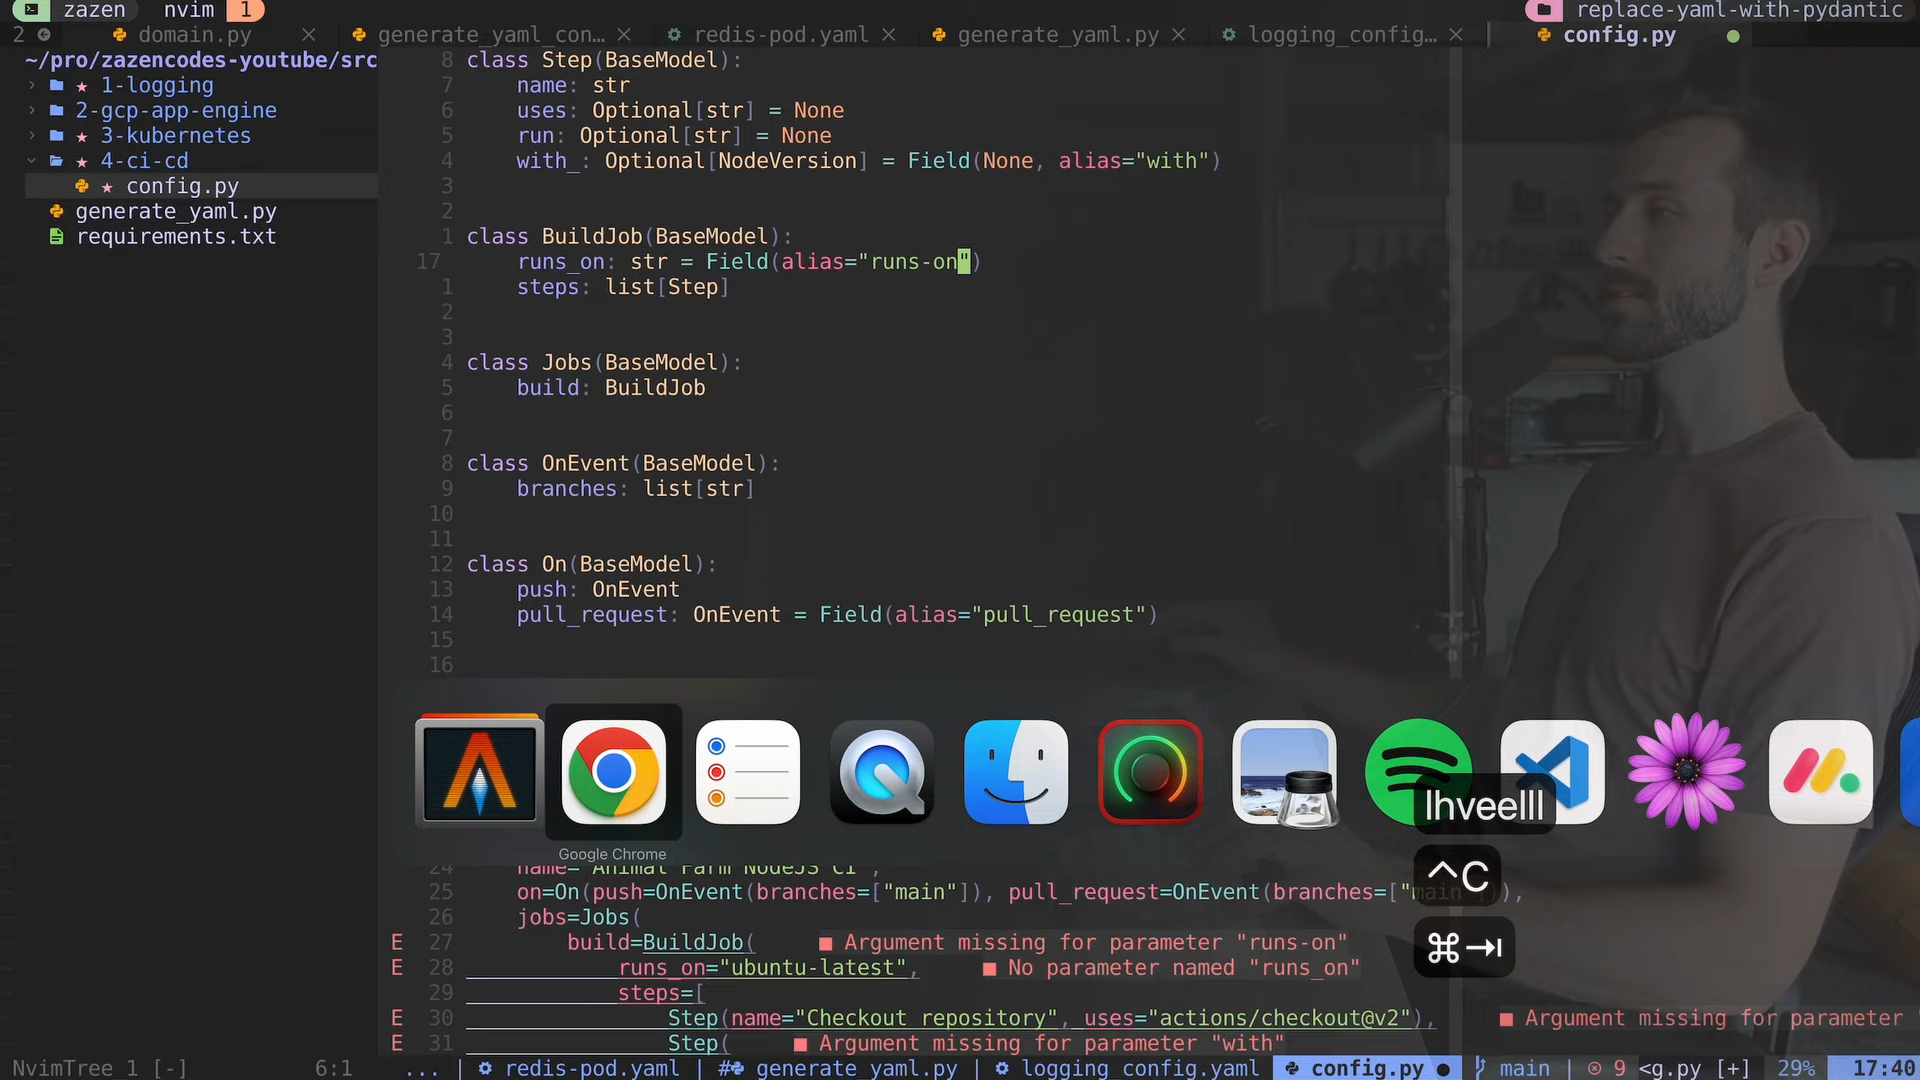 zazen nvim 1 replace-yaml-with-pydantic
2 domain.py generate_yaml_con… redis-pod.yaml generate_yaml.py logging_config… config.py
~/pro/zazencodes-youtube/src
1-logging
2-gcp-app-engine
3-kubernetes
4-ci-cd
config.py
generate_yaml.py
requirements.txt
8 class Step(BaseModel):
7 name: str
6 uses: Optional[str] = None
5 run: Optional[str] = None
4 with_: Optional[NodeVersion] = Field(None, alias="with")
3
2
1 class BuildJob(BaseModel):
17 runs_on: str = Field(alias="runs-on")
1 steps: list[Step]
2
3
4 class Jobs(BaseModel):
5 build: BuildJob
6
7
8 class OnEvent(BaseModel):
9 branches: list[str]
10
11
12 class On(BaseModel):
13 push: OnEvent
14 pull_request: OnEvent = Field(alias="pull_request")
15
16
Google Chrome
lhveelll
^C
⌘⇥
24 name="Animal Farm NodeJS CI",
25 on=On(push=OnEvent(branches=["main"]), pull_request=OnEvent(branches=["main"]),
26 jobs=Jobs(
E 27 build=BuildJob( ■ Argument missing for parameter "runs-on"
E 28 runs_on="ubuntu-latest", ■ No parameter named "runs_on"
29 steps=[
E 30 Step(name="Checkout repository", uses="actions/checkout@v2"), ■ Argument missing for parameter
E 31 Step( ■ Argument missing for parameter "with"
NvimTree_1 [-] 6:1 ... | redis-pod.yaml | # generate_yaml.py | logging_config.yaml config.py ● main | 9 <g.py [+] 29% 17:40